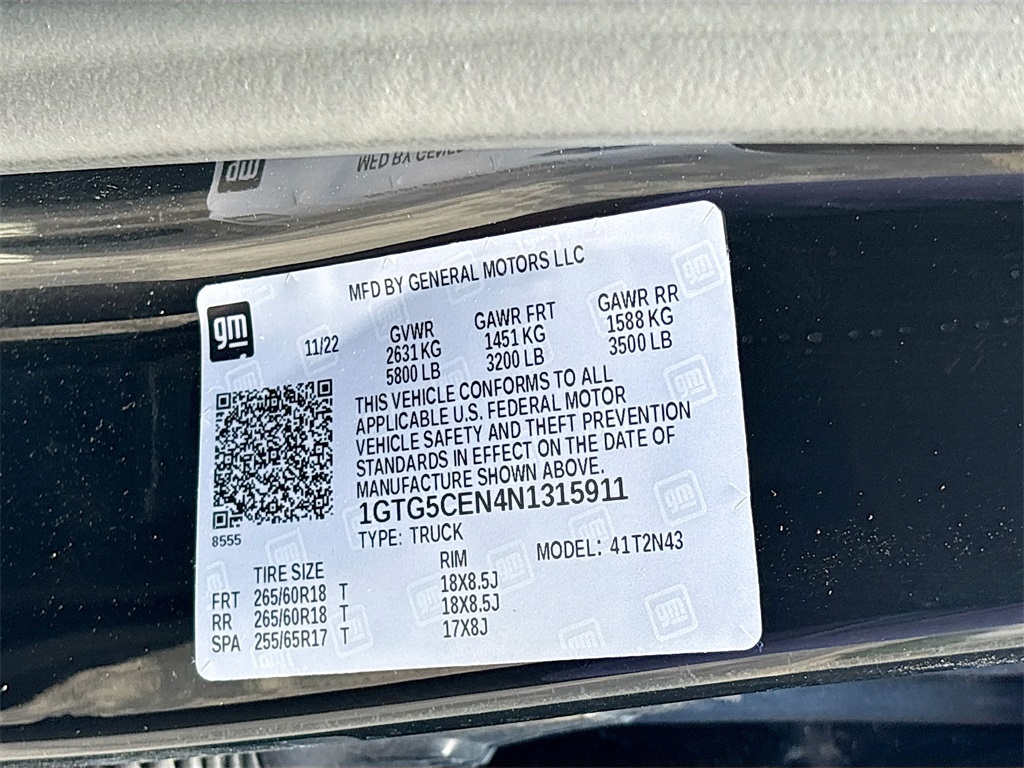 MFD BY GENERAL MOTORS LLC
gm
11/22
GVWR GAWR FRT GAWR RR
2631 KG 1451 KG 1588 KG
5800 LB 3200 LB 3500 LB
THIS VEHICLE CONFORMS TO ALL
APPLICABLE U.S. FEDERAL MOTOR
VEHICLE SAFETY AND THEFT PREVENTION
STANDARDS IN EFFECT ON THE DATE OF
MANUFACTURE SHOWN ABOVE.
1GTG5CEN4N1315911
8555
TYPE: TRUCK
MODEL: 41T2N43
TIRE SIZE RIM
FRT 265/60R18 T 18X8.5J
RR 265/60R18 T 18X8.5J
SPA 255/65R17 T 17X8J